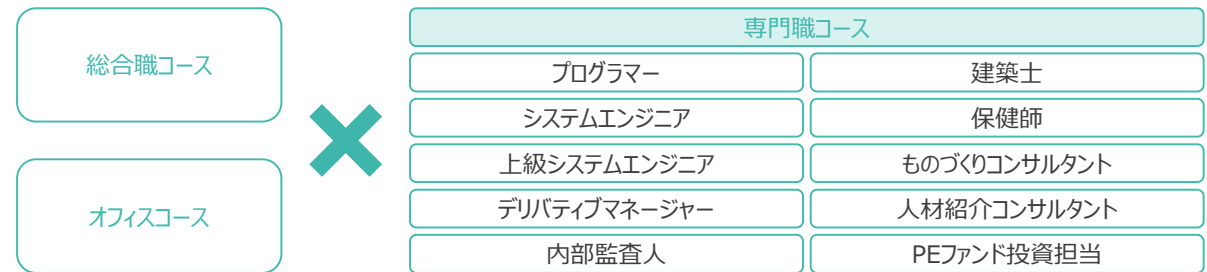 総合職コース
オフィスコース
専門職コース
プログラマー
建築士
システムエンジニア
保健師
上級システムエンジニア
ものづくりコンサルタント
デリバティブマネージャー
人材紹介コンサルタント
内部監査人
PEファンド投資担当